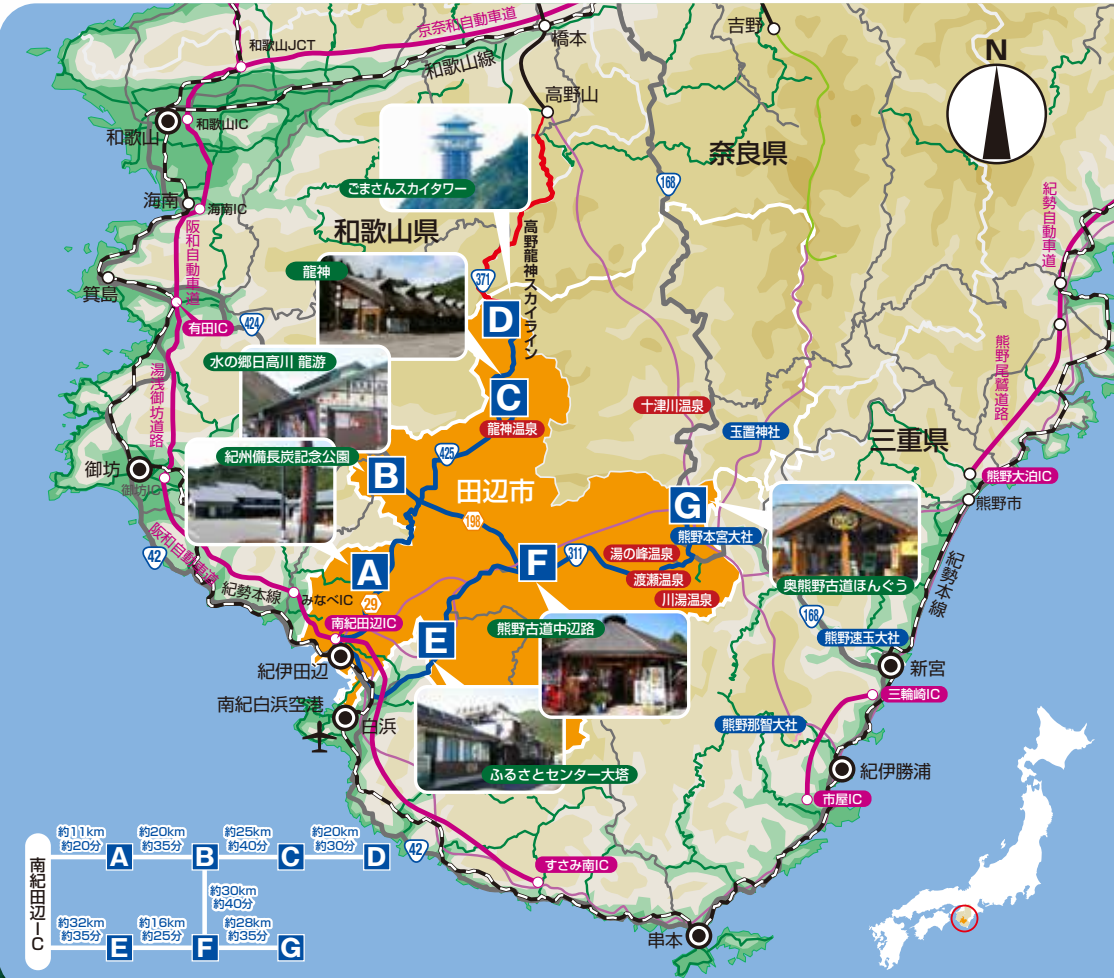 京奈和自動車道
吉野
橋本
和歌山JCT
和歌山線
N
高野山
和歌山
和歌山IC
奈良県
168
ごまさんスカイタワー
海南
海南IC
紀勢自動車道
阪和自動車道
和歌山県
高野龍神スカイライン
龍神
371
箕島
有田IC
424
D
熊野尾鷲道路
水の郷日高川 龍游
湯浅御坊道路
C
十津川温泉
龍神温泉
玉置神社
三重県
紀州備長炭記念公園
425
御坊
御坊IC
B
田辺市
熊野大泊IC
G
熊野市
198
熊野本宮大社
阪和自動車道
42
311
湯の峰温泉
紀勢本線
A
F
渡瀬温泉
奥熊野古道ほんぐう
紀勢本線
みなべIC
29
川湯温泉
168
南紀田辺IC
熊野古道中辺路
熊野速玉大社
E
紀伊田辺
新宮
三輪崎IC
南紀白浜空港
白浜
熊野那智大社
ふるさとセンター大塔
紀伊勝浦
市屋IC
42
すさみ南IC
串本
南紀田辺IC
約11km
約20分
A
約20km
約35分
B
約25km
約40分
C
約20km
約30分
D
約30km
約40分
約32km
約35分
E
約16km
約25分
F
約28km
約35分
G